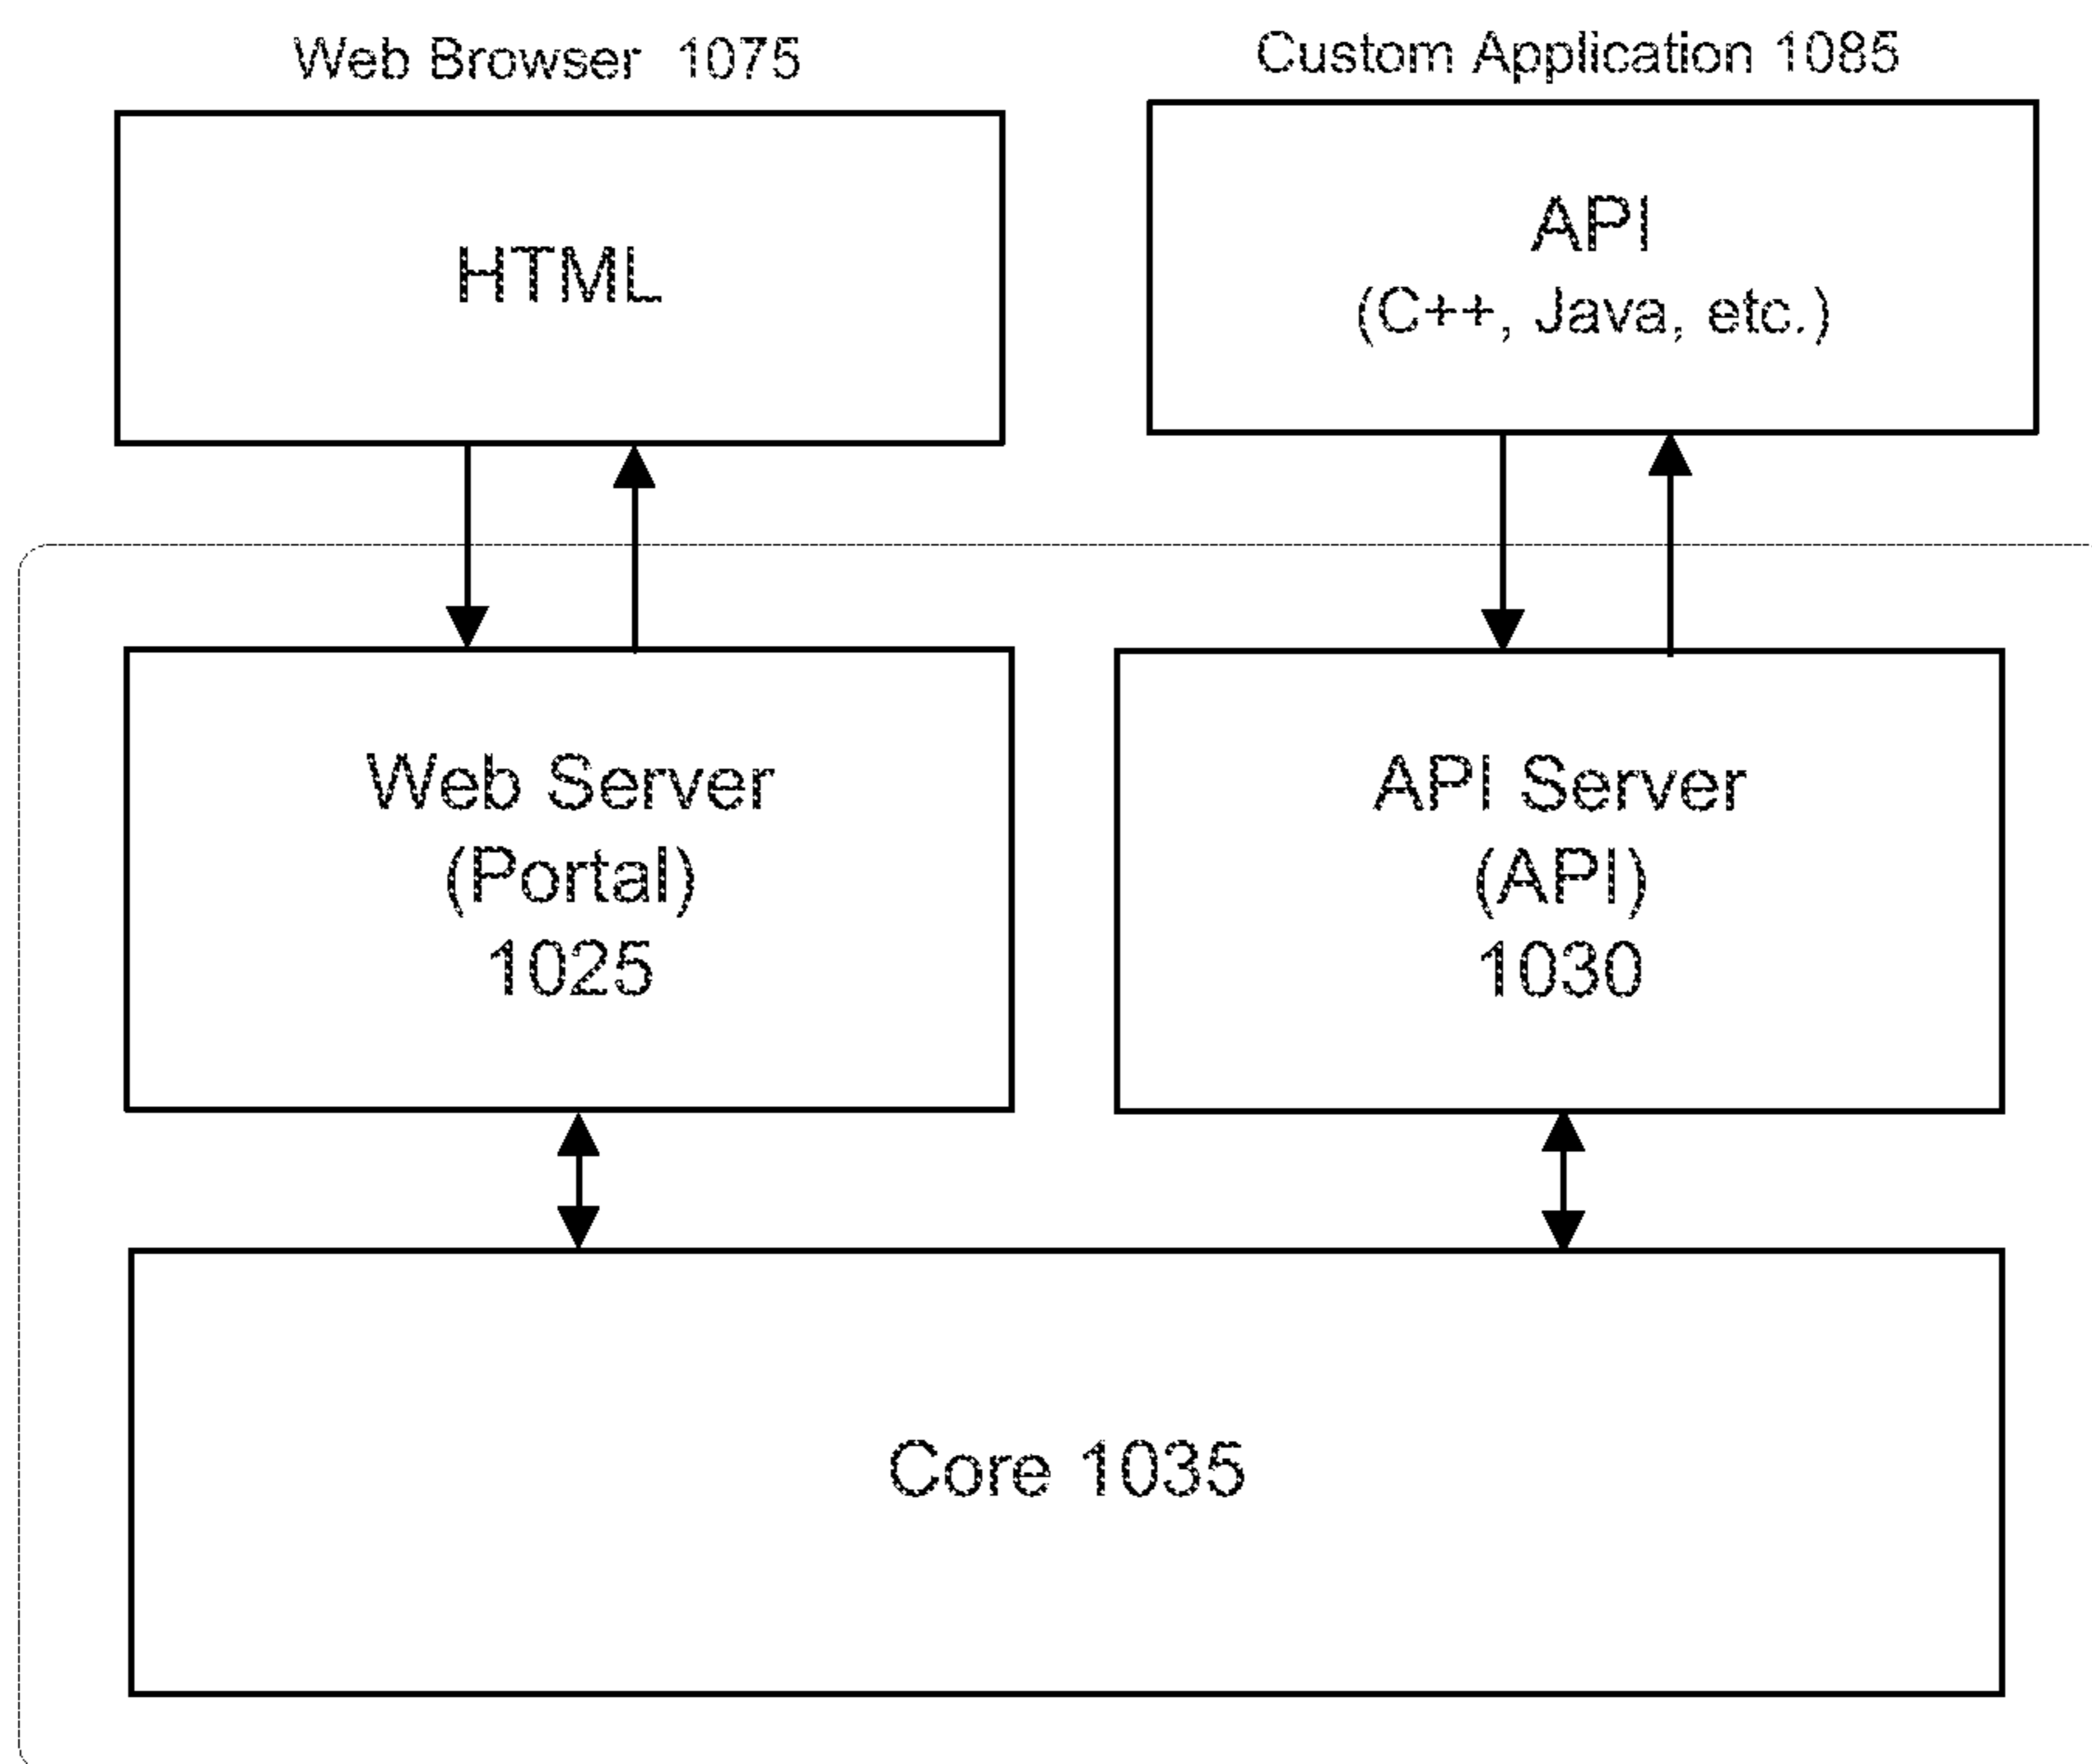 Web Browser 1075
Custom Application 1085
HTML
API
(C++, Java, etc.)
Web Server
(Portal)
1025
API Server
(API)
1030
Core 1035